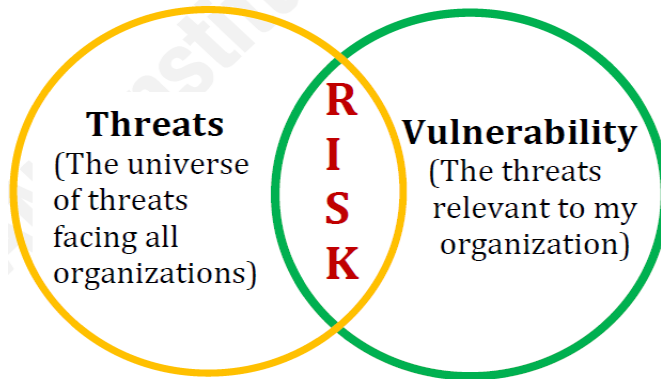 Threats
(The universe
of threats
facing all
organizations)
R
I
S
K
Vulnerability
(The threats
relevant to my
organization)